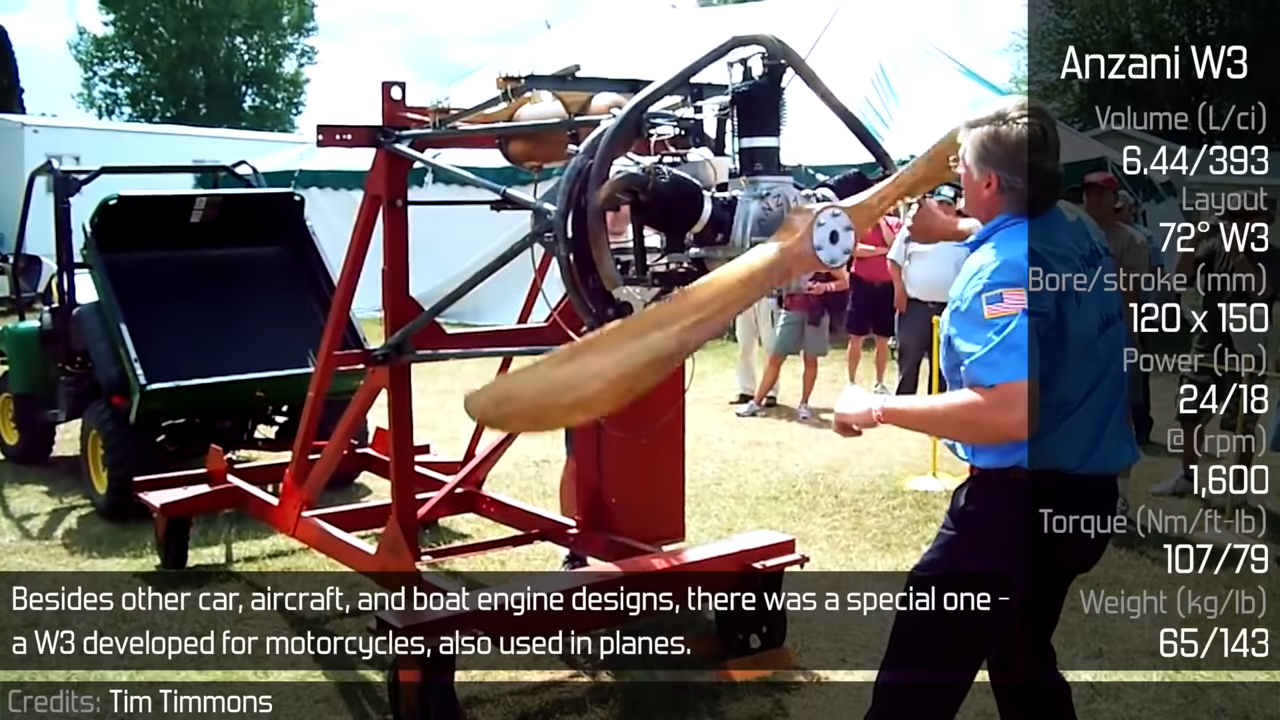 Anzani W3
Volume (L/ci)
6.44/393
Layout
72° W3
Bore/stroke (mm)
120 x 150
Power (hp)
24/18
@ (rpm)
1,600
Torque (Nm/ft-lb)
107/79
Weight (kg/lb)
65/143
Besides other car, aircraft, and boat engine designs, there was a special one -
a W3 developed for motorcycles, also used in planes.
Credits: Tim Timmons